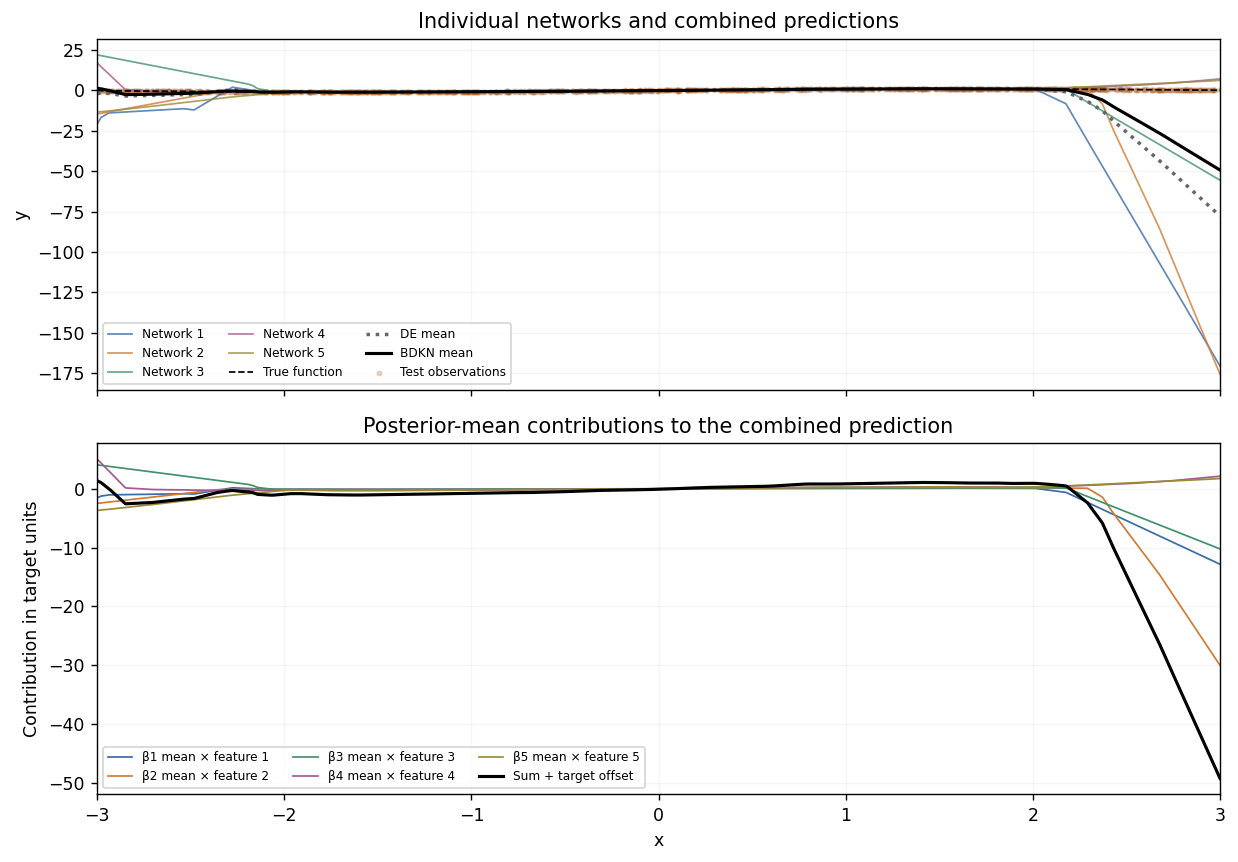 Individual networks and combined predictions
25
0
−25
−50
−75
−100
−125
−150
−175
y
Network 1
Network 2
Network 3
Network 4
Network 5
True function
DE mean
BDKN mean
Test observations
Posterior-mean contributions to the combined prediction
0
−10
−20
−30
−40
−50
Contribution in target units
β1 mean × feature 1
β2 mean × feature 2
β3 mean × feature 3
β4 mean × feature 4
β5 mean × feature 5
Sum + target offset
−3 −2 −1 0 1 2 3
x